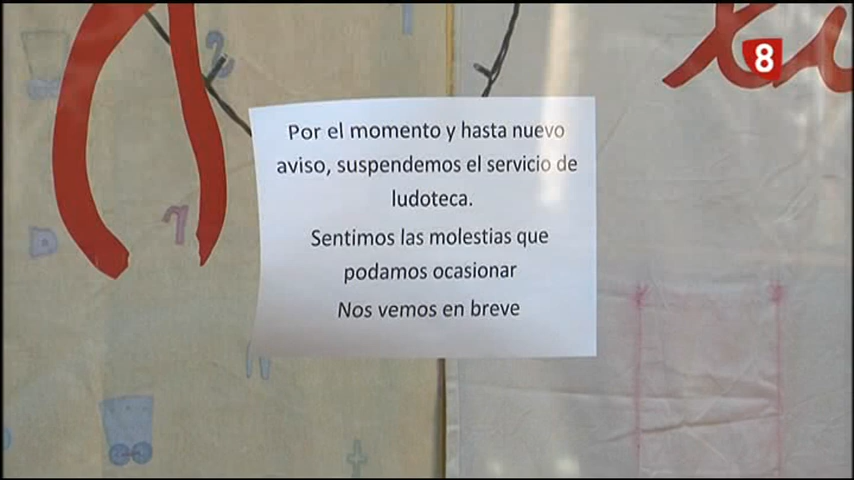 8
Por el momento y hasta nuevo
aviso, suspendemos el servicio de
ludoteca.
Sentimos las molestias que
podamos ocasionar
Nos vemos en breve